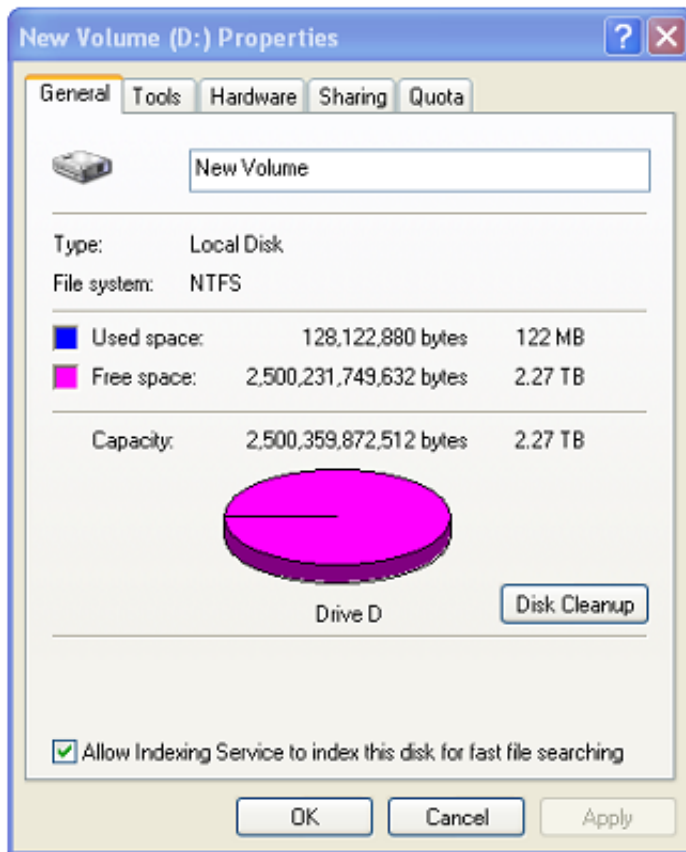 New Volume (D:) Properties
?
General Tools Hardware Sharing Quota
New Volume
Type: Local Disk
File system: NTFS
Used space: 128,122,880 bytes 122 MB
Free space: 2,500,231,749,632 bytes 2.27 TB
Capacity: 2,500,359,872,512 bytes 2.27 TB
Drive D
Disk Cleanup
Allow Indexing Service to index this disk for fast file searching
OK Cancel Apply